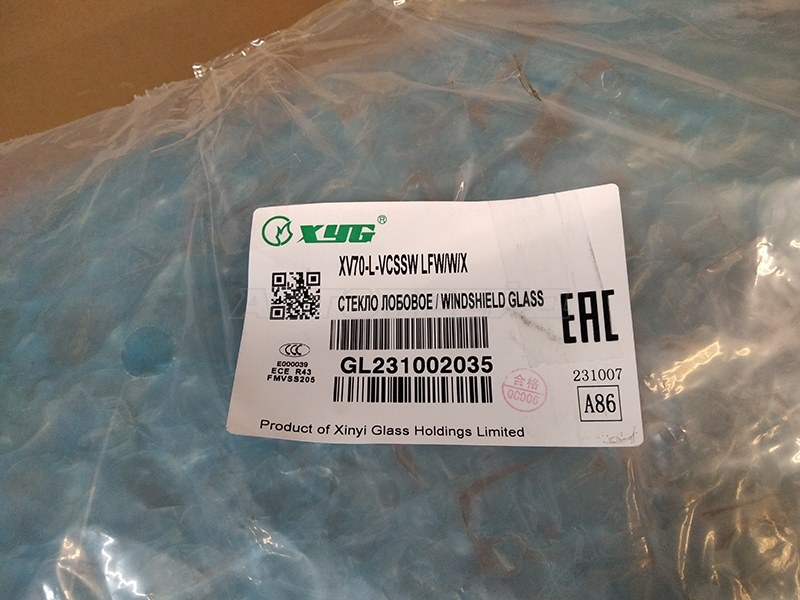 XYG®
XV70-L-VCSSW LFW/W/X
СТЕКЛО ЛОБОВОЕ / WINDSHIELD GLASS
EAC
CCC
E000039
ECE R43
FMVSS205
GL231002035
合格
QC006
231007
A86
Product of Xinyi Glass Holdings Limited